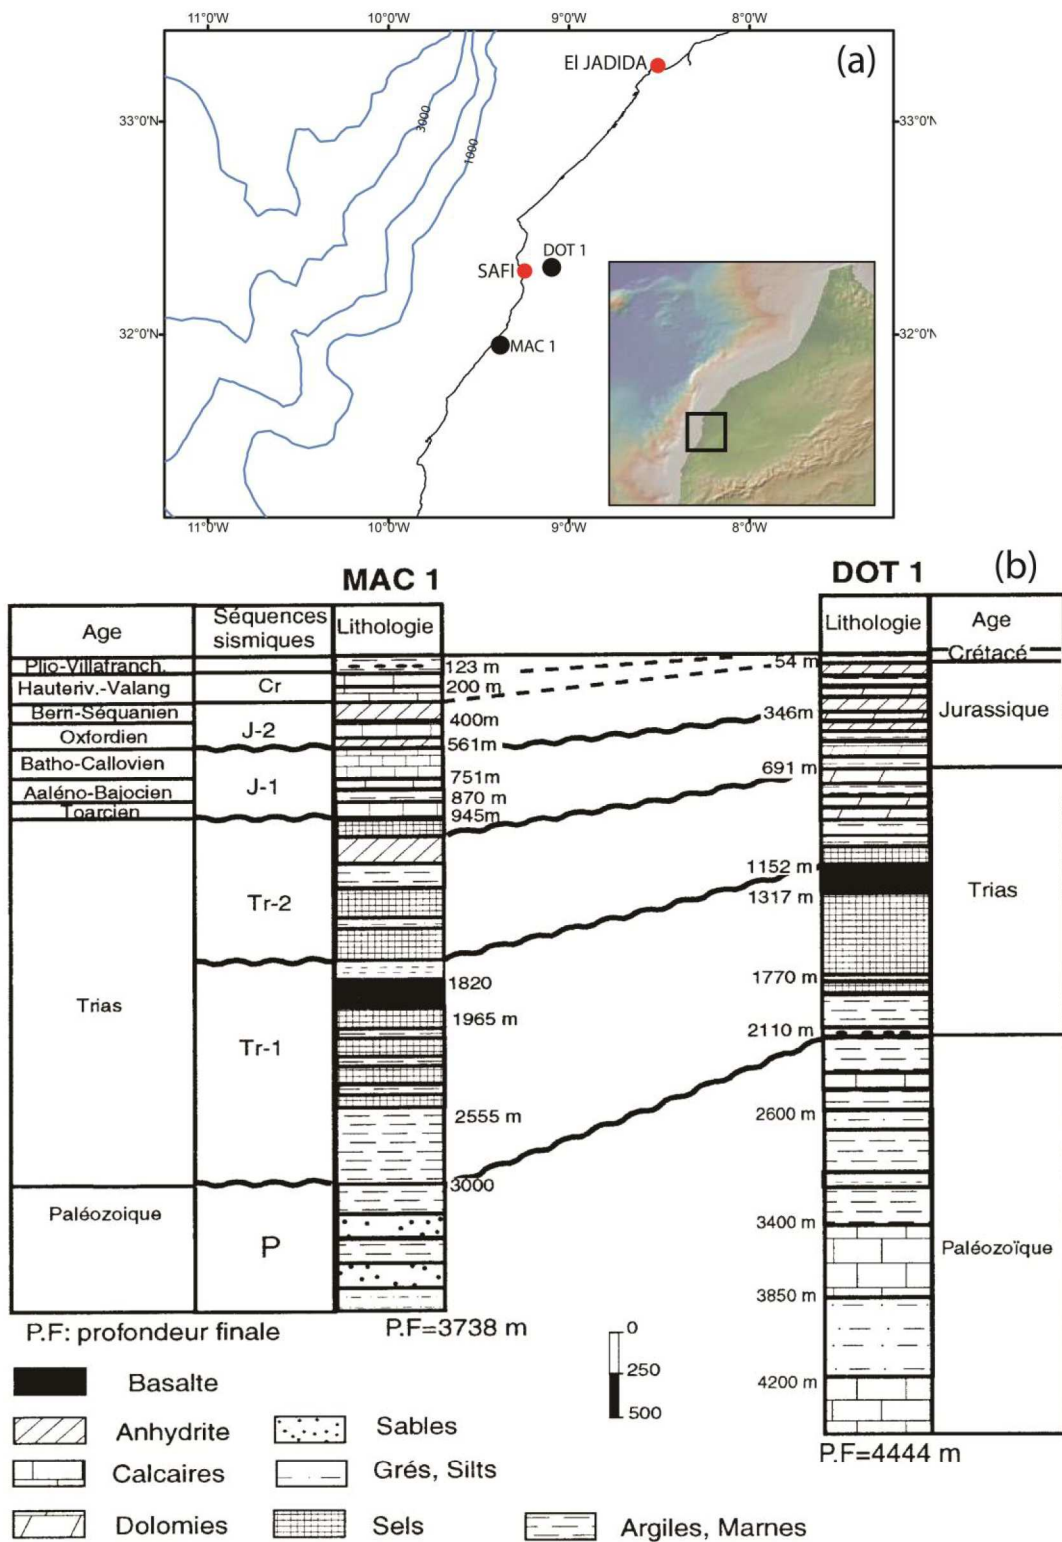 11°0'W 10°0'W 9°0'W 8°0'W
(a)
El JADIDA
33°0'N 33°0'N
3000
1000
DOT 1
SAFI
32°0'N 32°0'N
MAC 1
11°0'W 10°0'W 9°0'W 8°0'W
MAC 1 DOT 1 (b)
Age Séquences sismiques Lithologie Lithologie Age
Plio-Villafranch. 123 m 54 m Crétacé
Hauteriv.-Valang Cr 200 m
Berri-Séquanien 400m 346m Jurassique
Oxfordien J-2 561m
Batho-Callovien 751m 691 m
Aaléno-Bajocien J-1 870 m
Toarcien 945m
Tr-2 1152 m Trias
1317 m
Trias 1820 1770 m
1965 m
Tr-1 2110 m
2555 m 2600 m
3000
Paléozoique P 3400 m Paléozoïque
3850 m
P.F: profondeur finale P.F=3738 m
0
250
500
4200 m
P.F=4444 m
Basalte
Anhydrite Sables
Calcaires Grés, Silts
Dolomies Sels Argiles, Marnes